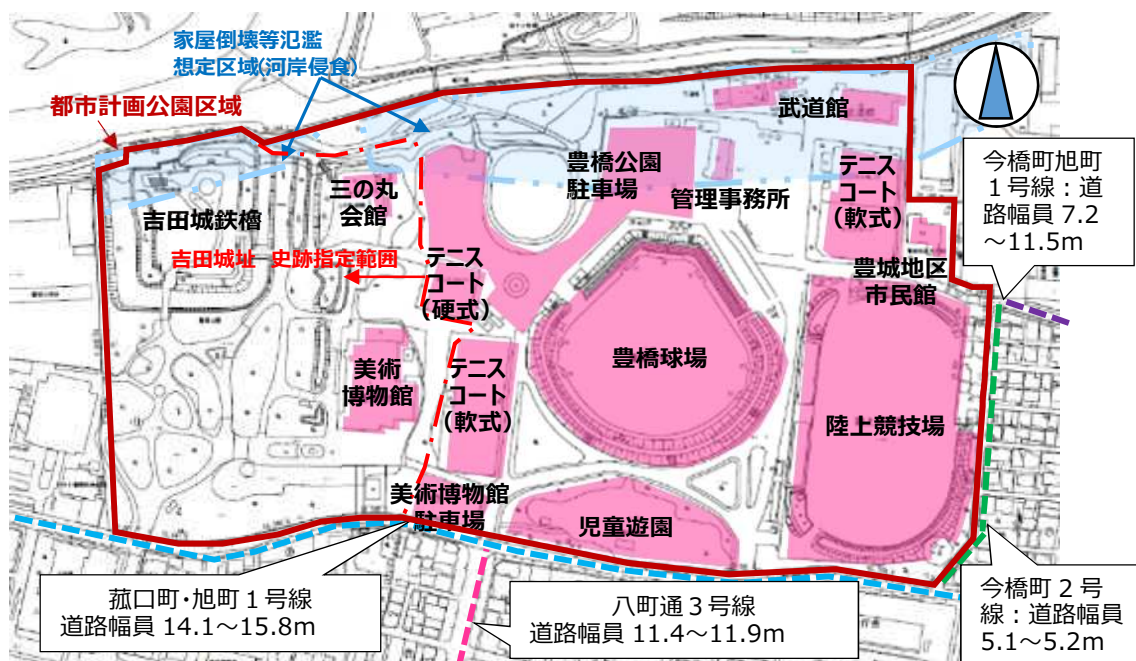 家屋倒壊等氾濫
想定区域(河岸侵食)
都市計画公園区域
武道館
今橋町旭町
1号線：道
路幅員 7.2
～11.5m
豊橋公園
駐車場
テニス
コート
（軟式）
三の丸
会館
管理事務所
吉田城鉄櫓
吉田城址 史跡指定範囲
テニス
コート
（硬式）
豊城地区
市民館
美術
博物館
テニス
コート
（軟式）
豊橋球場
陸上競技場
美術博物館
駐車場
児童遊園
菰口町・旭町１号線
道路幅員 14.1～15.8m
八町通３号線
道路幅員 11.4～11.9m
今橋町２号
線：道路幅員
5.1～5.2m